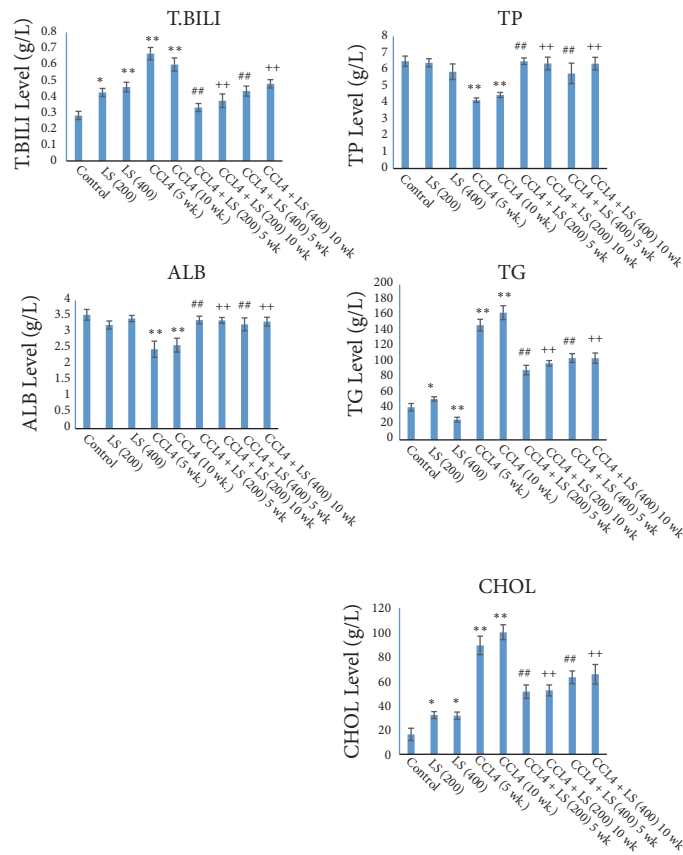 T.BILI
T.BILI Level (g/L)
0.8
0.7
0.6
0.5
0.4
0.3
0.2
0.1
0
*
**
**
**
##
++
##
++
Control
LS (200)
LS (400)
CCL4 (5 wk.)
CCL4 (10 wk.)
CCL4 + LS (200) 5 wk
CCL4 + LS (200) 10 wk
CCL4 + LS (400) 5 wk
CCL4 + LS (400) 10 wk
TP
TP Level (g/L)
8
7
6
5
4
3
2
1
0
**
**
##
++
##
++
Control
LS (200)
LS (400)
CCL4 (5 wk.)
CCL4 (10 wk.)
CCL4 + LS (200) 5 wk
CCL4 + LS (200) 10 wk
CCL4 + LS (400) 5 wk
CCL4 + LS (400) 10 wk
ALB
ALB Level (g/L)
4
3.5
3
2.5
2
1.5
1
0.5
0
**
**
##
++
##
++
Control
LS (200)
LS (400)
CCL4 (5 wk.)
CCL4 (10 wk.)
CCL4 + LS (200) 5 wk
CCL4 + LS (200) 10 wk
CCL4 + LS (400) 5 wk
CCL4 + LS (400) 10 wk
TG
TG Level (g/L)
200
180
160
140
120
100
80
60
40
20
0
*
**
**
**
##
++
##
++
Control
LS (200)
LS (400)
CCL4 (5 wk.)
CCL4 (10 wk.)
CCL4 + LS (200) 5 wk
CCL4 + LS (200) 10 wk
CCL4 + LS (400) 5 wk
CCL4 + LS (400) 10 wk
CHOL
CHOL Level (g/L)
120
100
80
60
40
20
0
*
*
**
**
##
++
##
++
Control
LS (200)
LS (400)
CCL4 (5 wk.)
CCL4 (10 wk.)
CCL4 + LS (200) 5 wk
CCL4 + LS (200) 10 wk
CCL4 + LS (400) 5 wk
CCL4 + LS (400) 10 wk